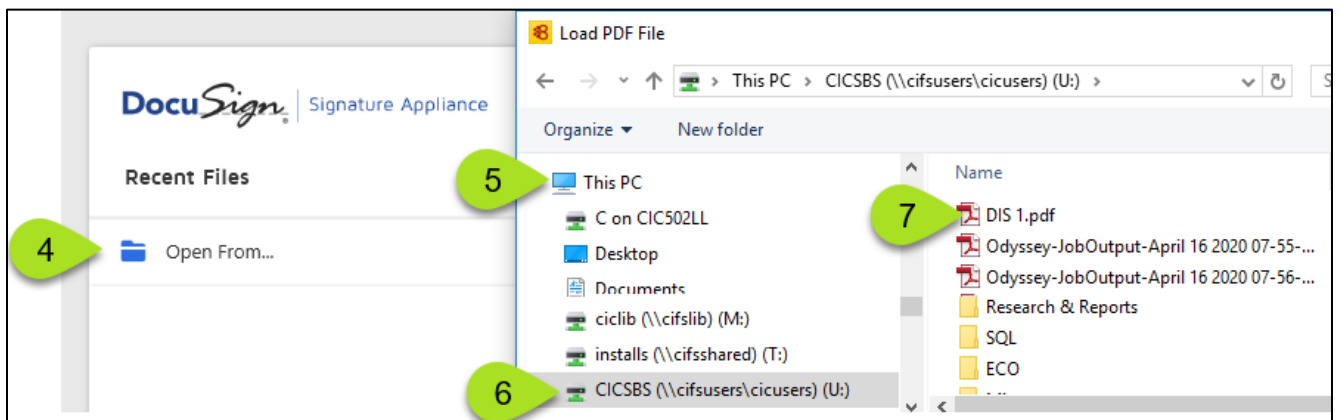 DocuSign Signature Appliance
Recent Files
4 Open From...
Load PDF File
This PC > CICSBS (\\cifsusers\cicusers) (U:) >
Organize New folder
5 This PC
C on CIC502LL
Desktop
Documents
ciclib (\\cifslib) (M:)
installs (\\cifsshared) (T:)
6 CICSBS (\\cifsusers\cicusers) (U:)
Name
7 DIS 1.pdf
Odyssey-JobOutput-April 16 2020 07-55-...
Odyssey-JobOutput-April 16 2020 07-56-...
Research & Reports
SQL
ECO